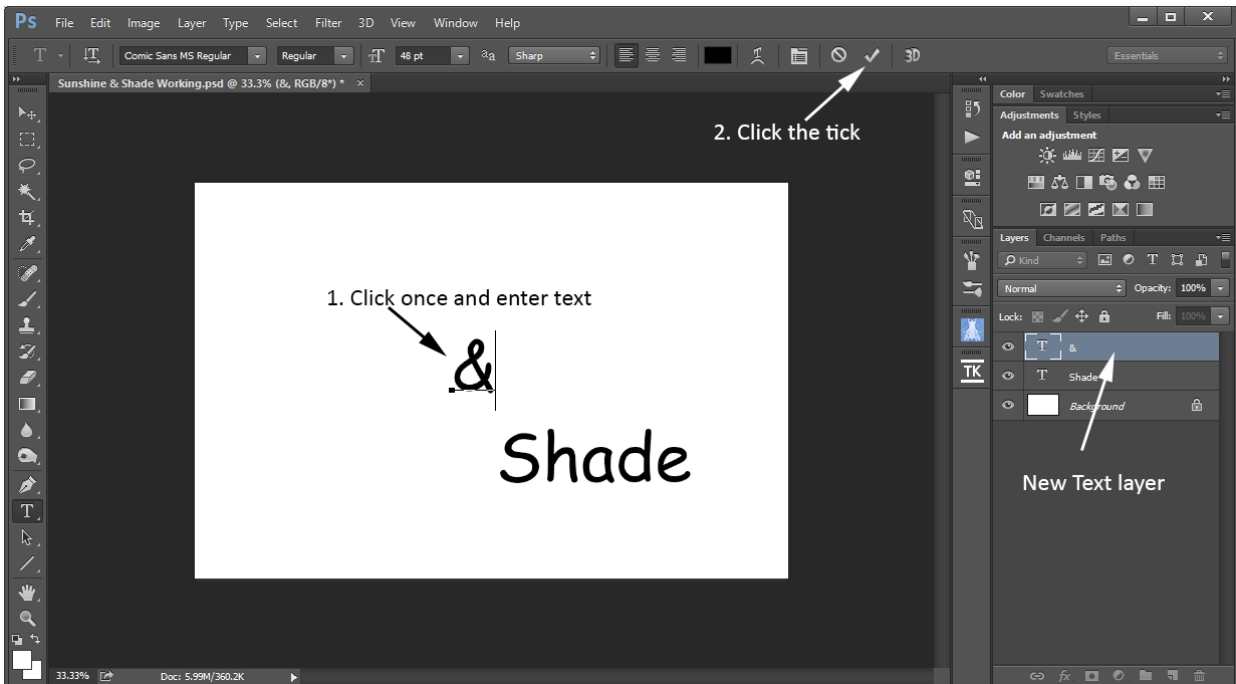 Ps File Edit Image Layer Type Select Filter 3D View Window Help
T Comic Sans MS Regular Regular 48 pt aa Sharp 3D Essentials
Sunshine & Shade Working.psd @ 33.3% (&, RGB/8*) * ×
2. Click the tick
1. Click once and enter text
&
Shade
Color Swatches
Adjustments Styles
Add an adjustment
Layers Channels Paths
Kind
Normal Opacity: 100%
Lock: Fill: 100%
T &
T Shade
Background
New Text layer
TK
33.33% Doc: 5.99M/360.2K
fx